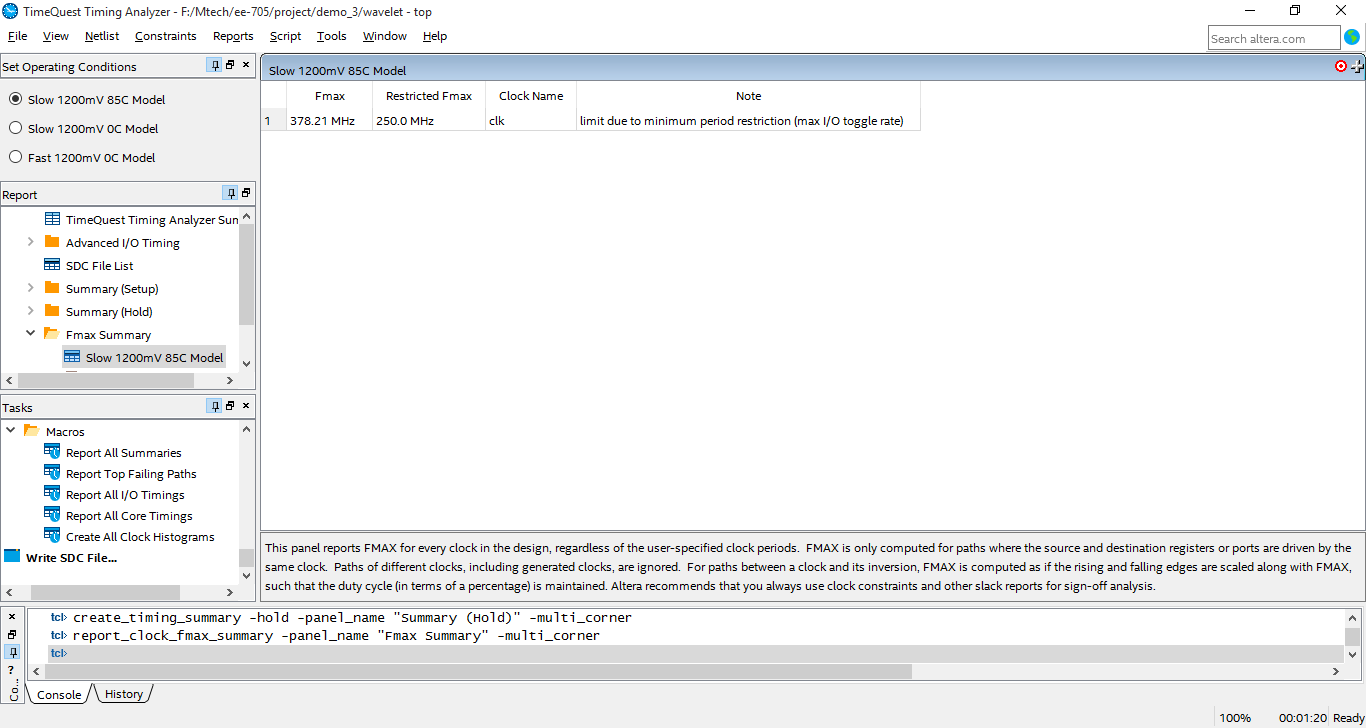 TimeQuest Timing Analyzer - F:/Mtech/ee-705/project/demo_3/wavelet - top
File View Netlist Constraints Reports Script Tools Window Help
Search altera.com
Set Operating Conditions
Slow 1200mV 85C Model
Slow 1200mV 0C Model
Fast 1200mV 0C Model
Report
TimeQuest Timing Analyzer Sum
Advanced I/O Timing
SDC File List
Summary (Setup)
Summary (Hold)
Fmax Summary
Slow 1200mV 85C Model
Tasks
Macros
Report All Summaries
Report Top Failing Paths
Report All I/O Timings
Report All Core Timings
Create All Clock Histograms
Write SDC File...
Slow 1200mV 85C Model
Fmax Restricted Fmax Clock Name Note
1 378.21 MHz 250.0 MHz clk limit due to minimum period restriction (max I/O toggle rate)
This panel reports FMAX for every clock in the design, regardless of the user-specified clock periods. FMAX is only computed for paths where the source and destination registers or ports are driven by the
same clock. Paths of different clocks, including generated clocks, are ignored. For paths between a clock and its inversion, FMAX is computed as if the rising and falling edges are scaled along with FMAX,
such that the duty cycle (in terms of a percentage) is maintained. Altera recommends that you always use clock constraints and other slack reports for sign-off analysis.
tcl> create_timing_summary -hold -panel_name "Summary (Hold)" -multi_corner
tcl> report_clock_fmax_summary -panel_name "Fmax Summary" -multi_corner
tcl>
Co...
Console History
100% 00:01:20 Ready